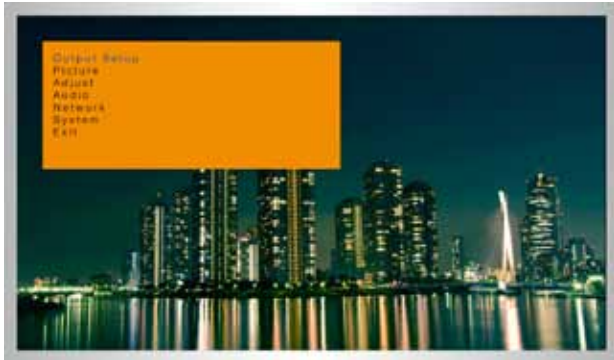 Output Setup
Picture
Adjust
Audio
Network
System
Exit